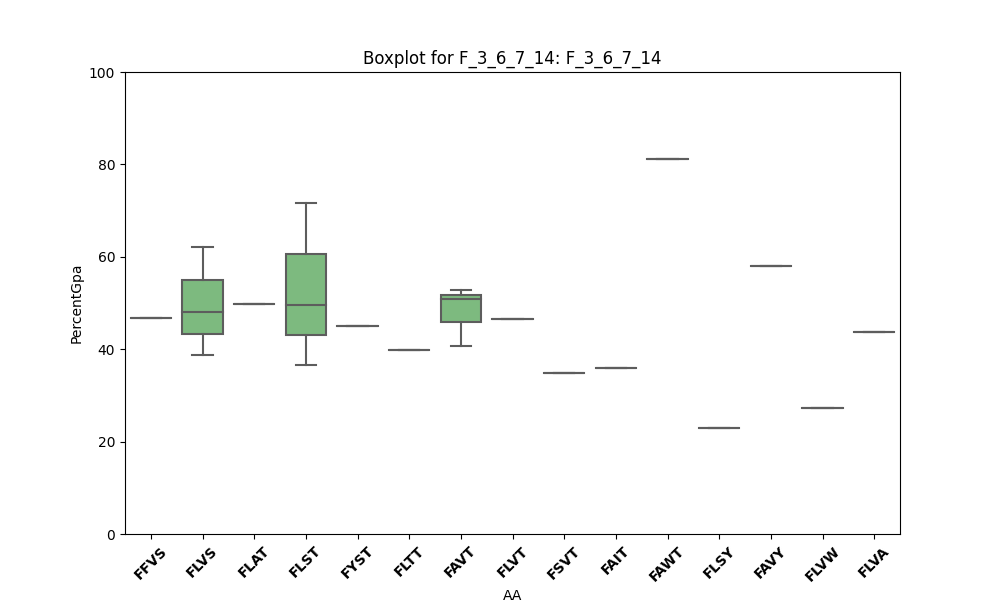 Boxplot for F_3_6_7_14: F_3_6_7_14
100
80
60
40
20
0
PercentGpa
FFVS FLVS FLAT FLST FYST FLTT FAVT FLVT FSVT FAIT FAWT FLSY FAVY FLVW FLVA
AA